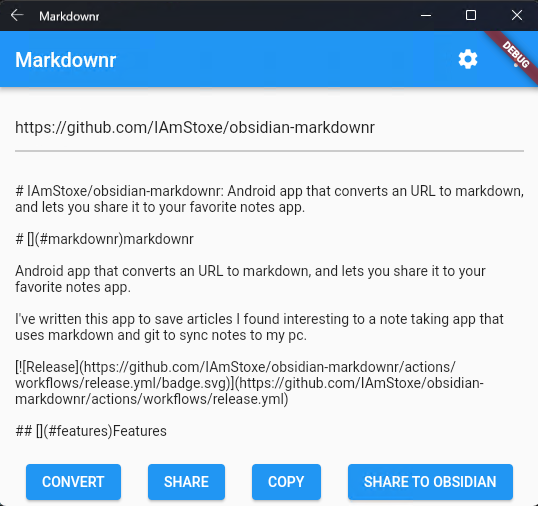 Markdownr
Markdownr
DEBUG
https://github.com/IAmStoxe/obsidian-markdownr
# IAmStoxe/obsidian-markdownr: Android app that converts an URL to markdown,
and lets you share it to your favorite notes app.
# [](#markdownr)markdownr
Android app that converts an URL to markdown, and lets you share it to your
favorite notes app.
I've written this app to save articles I found interesting to a note taking app that
uses markdown and git to sync notes to my pc.
[![Release](https://github.com/IAmStoxe/obsidian-markdownr/actions/
workflows/release.yml/badge.svg)](https://github.com/IAmStoxe/obsidian-
markdownr/actions/workflows/release.yml)
## [](#features)Features
CONVERT SHARE COPY SHARE TO OBSIDIAN